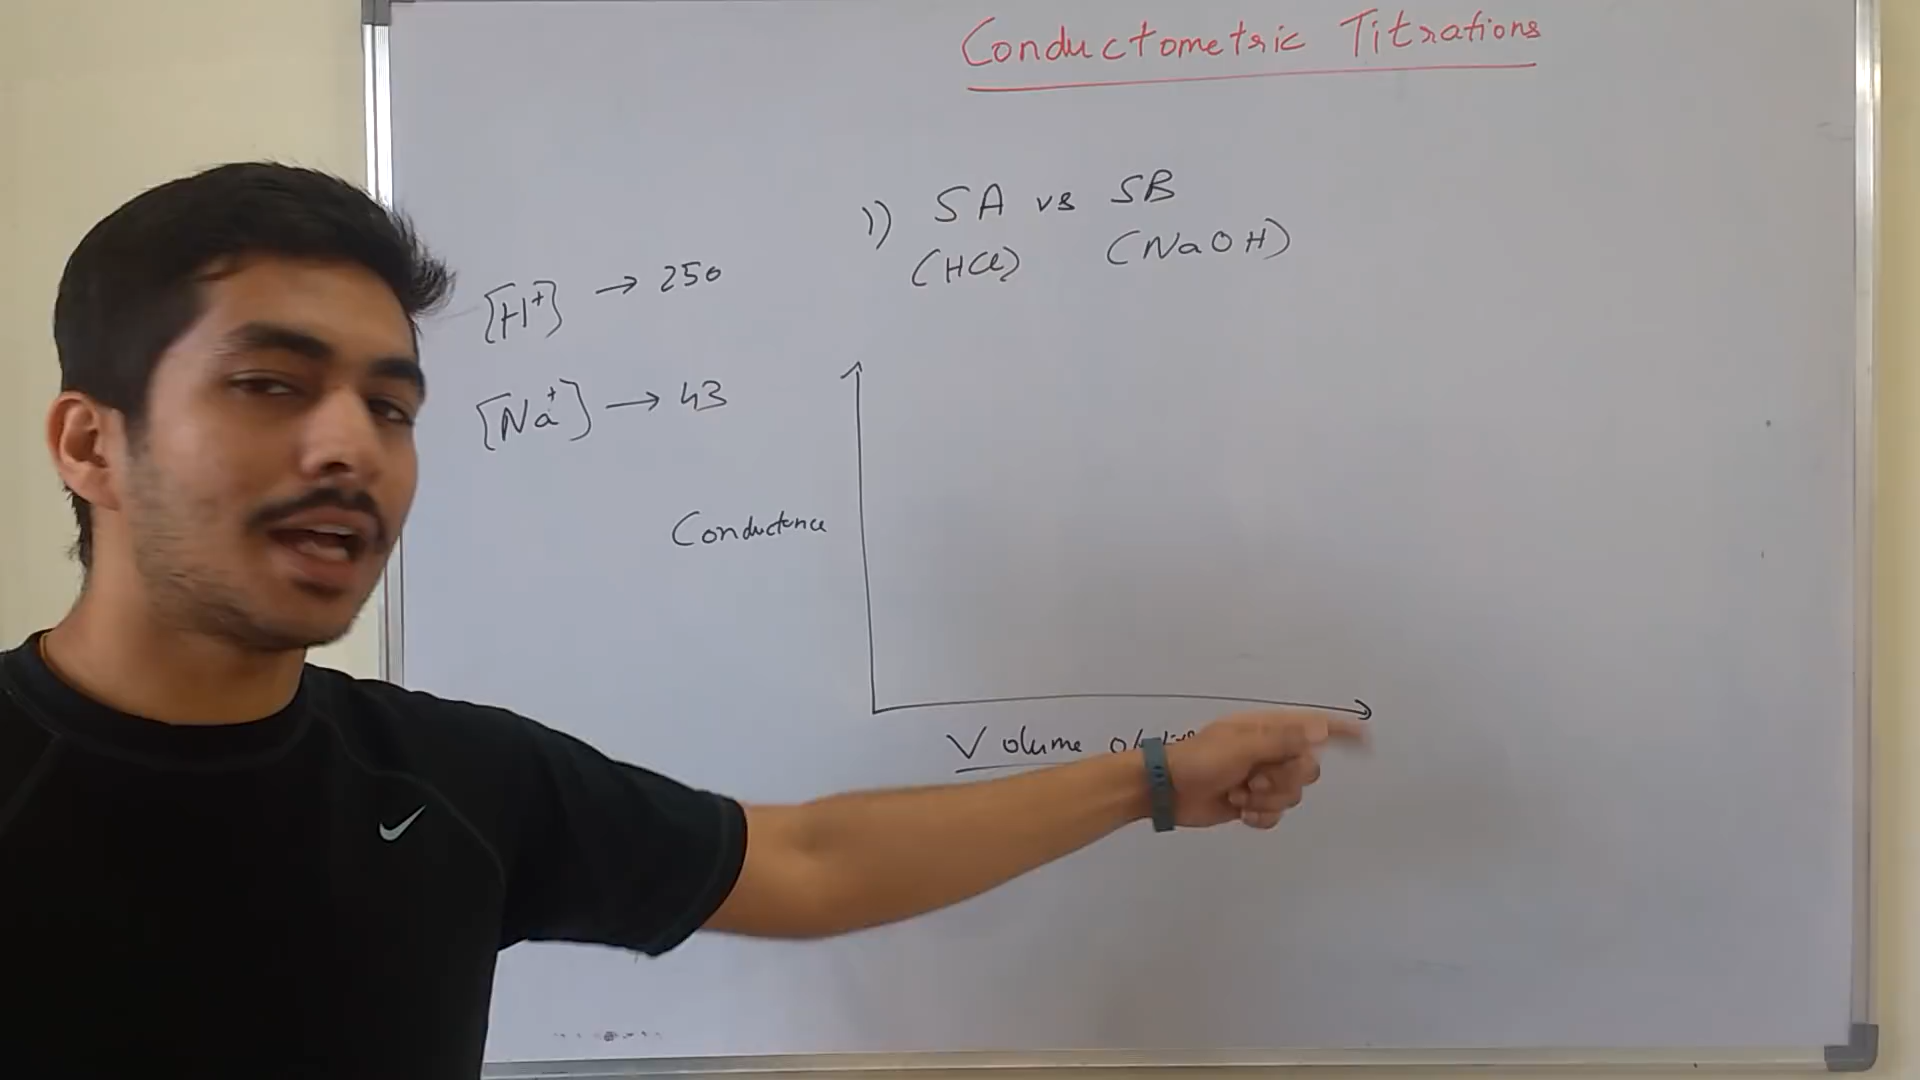 Conductometric Titrations
1) SA vs SB
(HCl) (NaOH)
[H+] → 250
[Na+] → 43
Conductance
Volume of